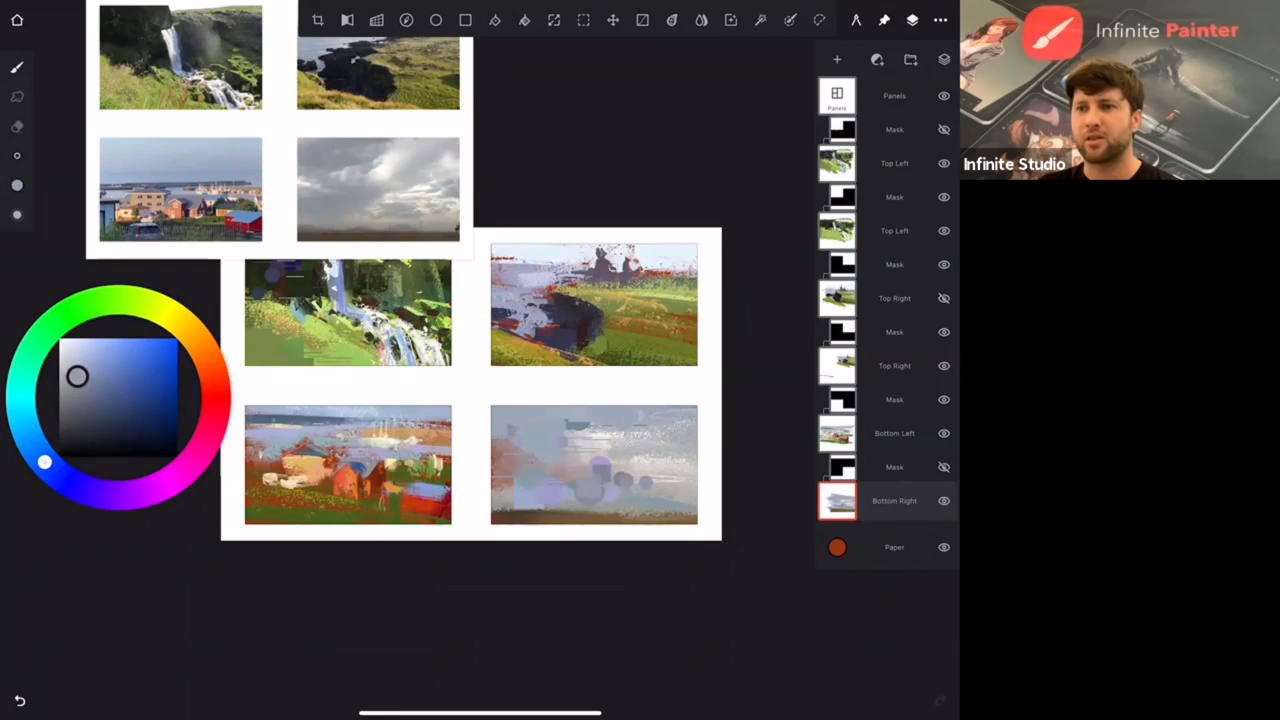 Infinite Painter
Infinite Studio
Panels
Panels
Mask
Top Left
Mask
Top Left
Mask
Top Right
Mask
Top Right
Mask
Bottom Left
Mask
Bottom Right
Paper